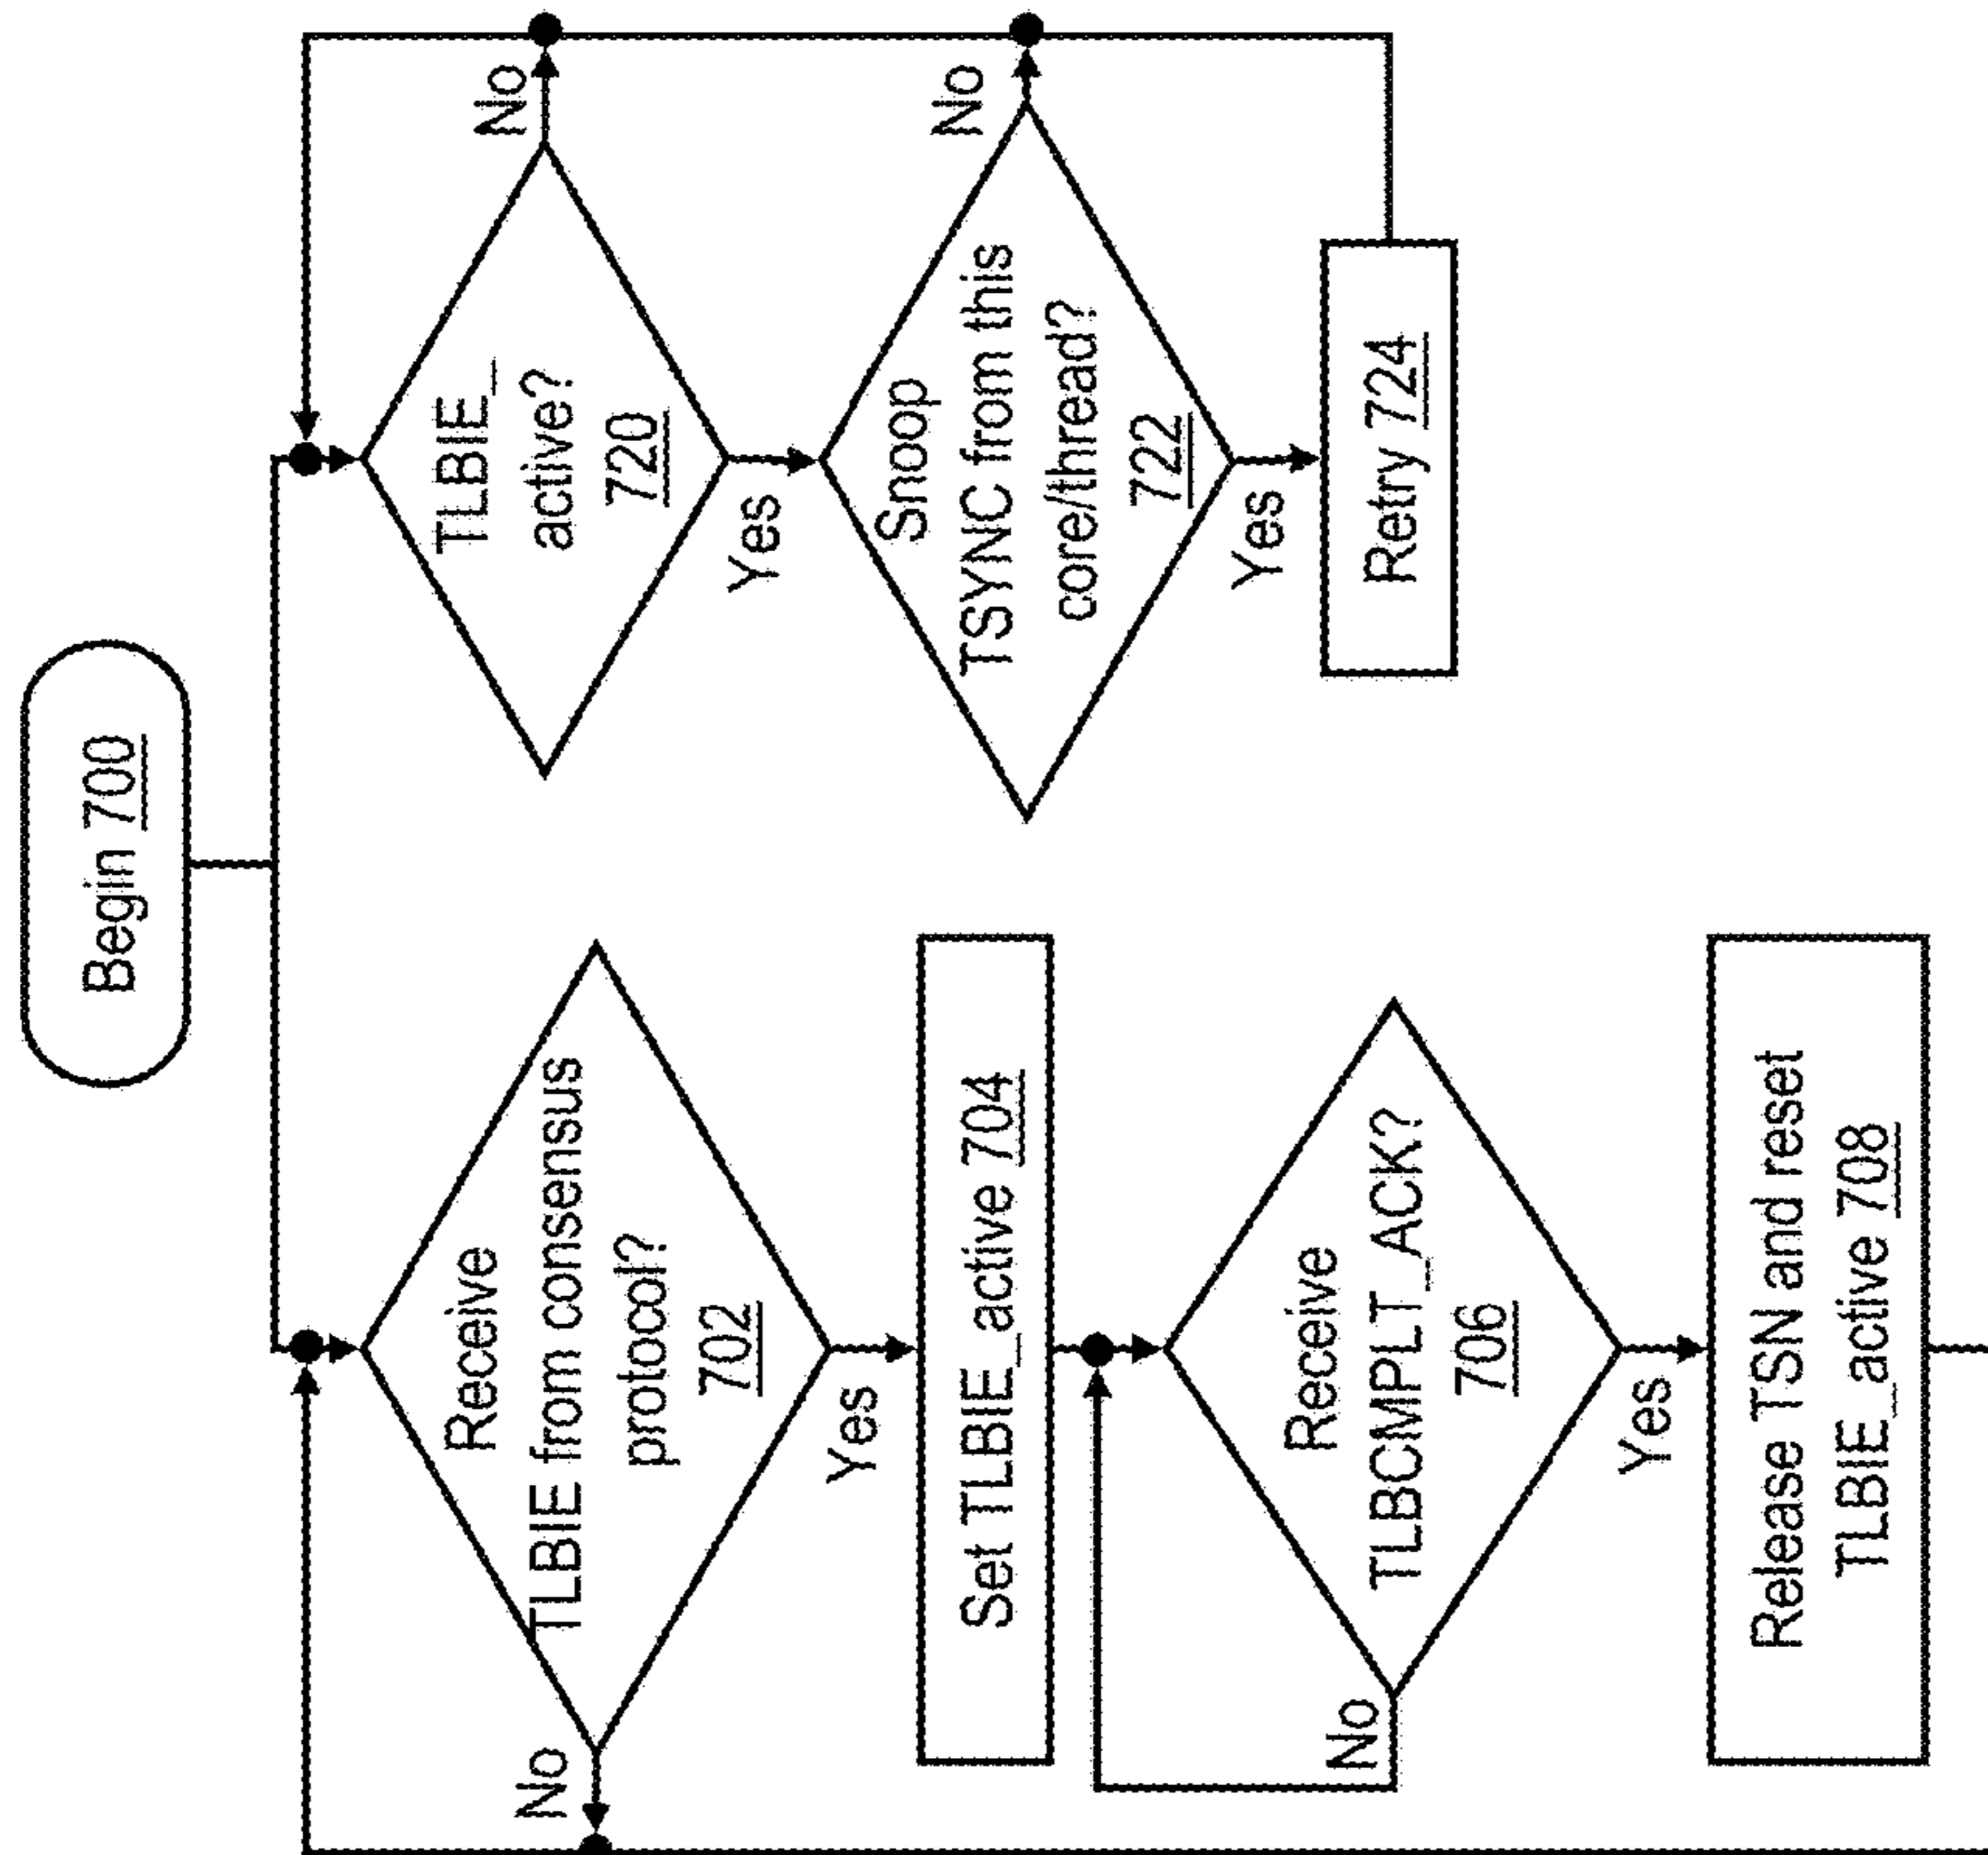 Begin 700
Receive
TLBIE from consensus
protocol?
702
No
Yes
Set TLBIE_active 704
Receive
TLBCMPLT_ACK?
706
No
Yes
Release TSN and reset
TLBIE_active 708
TLBIE_
active?
720
No
Yes
Snoop
TSYNC from this
core/thread?
722
No
Yes
Retry 724